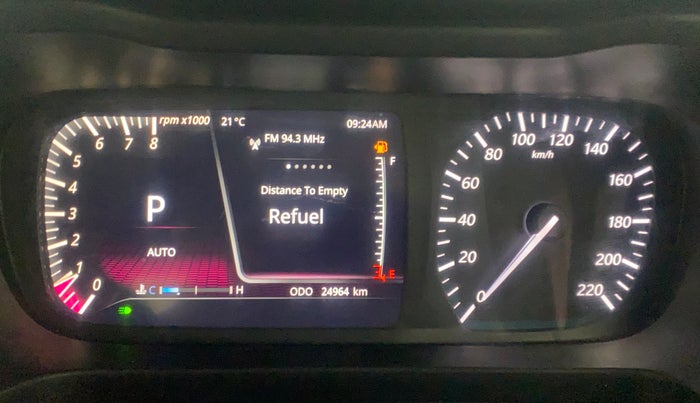 rpm x1000 21°C 09:24AM
FM 94.3 MHz
8
7
6
5
4
3
2
1
0
P
AUTO
F
Distance To Empty
Refuel
E
C H ODO 24964 km
0
20
40
60
80
100
120
140
160
180
200
220
km/h